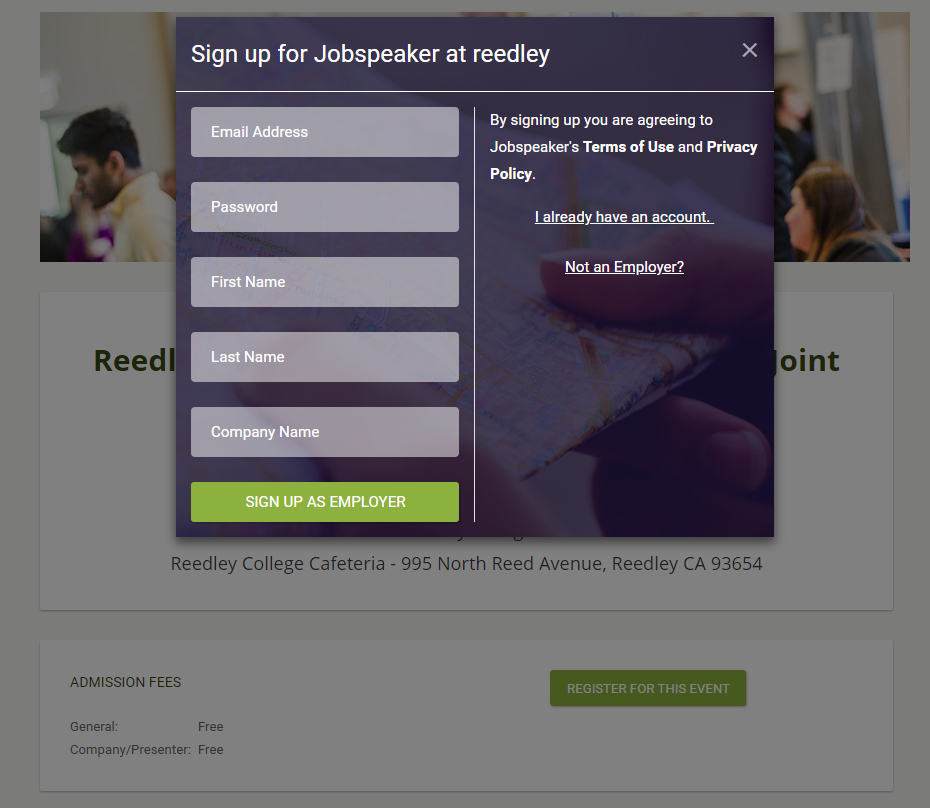 Sign up for Jobspeaker at reedley
×
Email Address
Password
First Name
Last Name
Company Name
SIGN UP AS EMPLOYER
By signing up you are agreeing to
Jobspeaker's Terms of Use and Privacy
Policy.
I already have an account.
Not an Employer?
Joint
Reedley College Cafeteria - 995 North Reed Avenue, Reedley CA 93654
ADMISSION FEES
General: Free
Company/Presenter: Free
REGISTER FOR THIS EVENT